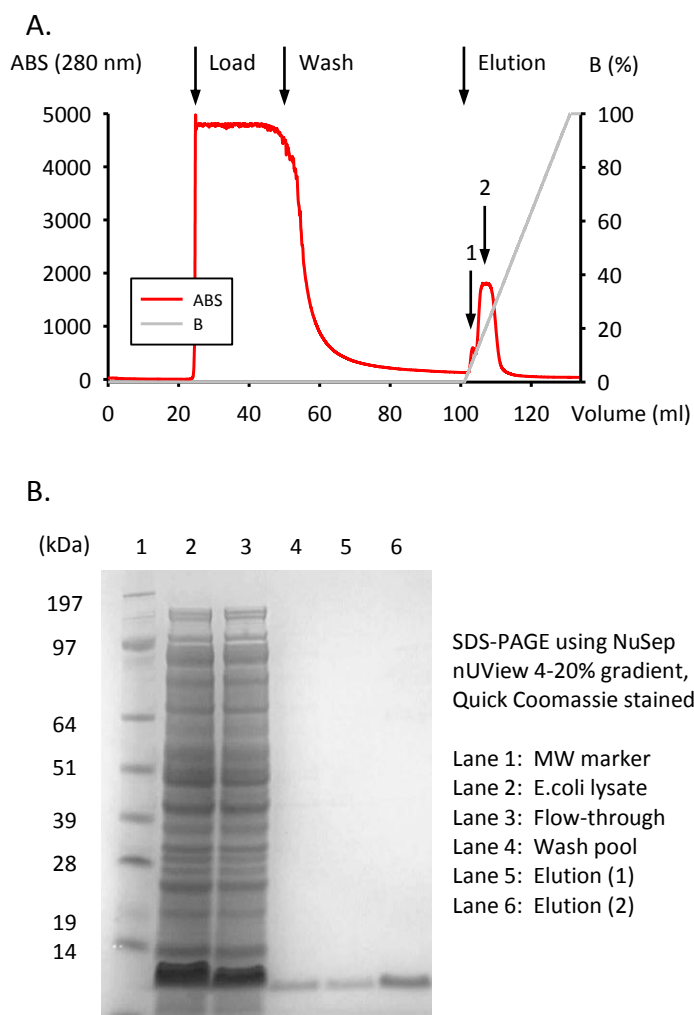 A.
ABS (280 nm) Load Wash Elution B (%)
5000 100
4000 80
3000 60
2000 40
1000 20
0 0
2
1
ABS
B
0 20 40 60 80 100 120 Volume (ml)
B.
(kDa) 1 2 3 4 5 6
197
97
64
51
39
28
19
14
SDS-PAGE using NuSep
nUView 4-20% gradient,
Quick Coomassie stained
Lane 1: MW marker
Lane 2: E.coli lysate
Lane 3: Flow-through
Lane 4: Wash pool
Lane 5: Elution (1)
Lane 6: Elution (2)